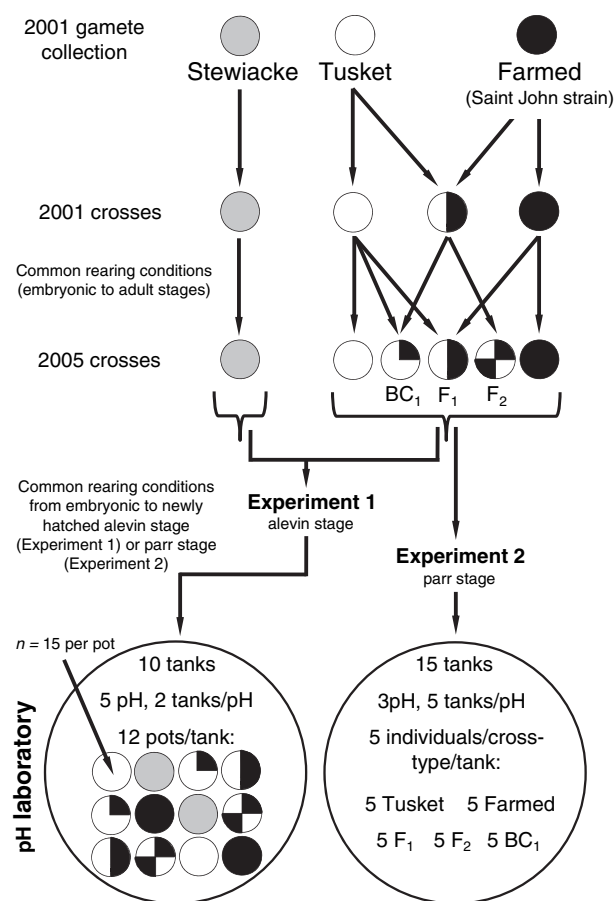 2001 gamete
collection
Stewiacke
Tusket
Farmed
(Saint John strain)
2001 crosses
Common rearing conditions
(embryonic to adult stages)
2005 crosses
BC1
F1
F2
Common rearing conditions
from embryonic to newly
hatched alevin stage
(Experiment 1) or parr stage
(Experiment 2)
Experiment 1
alevin stage
Experiment 2
parr stage
n = 15 per pot
pH laboratory
10 tanks
5 pH, 2 tanks/pH
12 pots/tank:
15 tanks
3pH, 5 tanks/pH
5 individuals/cross-
type/tank:
5 Tusket 5 Farmed
5 F1 5 F2 5 BC1